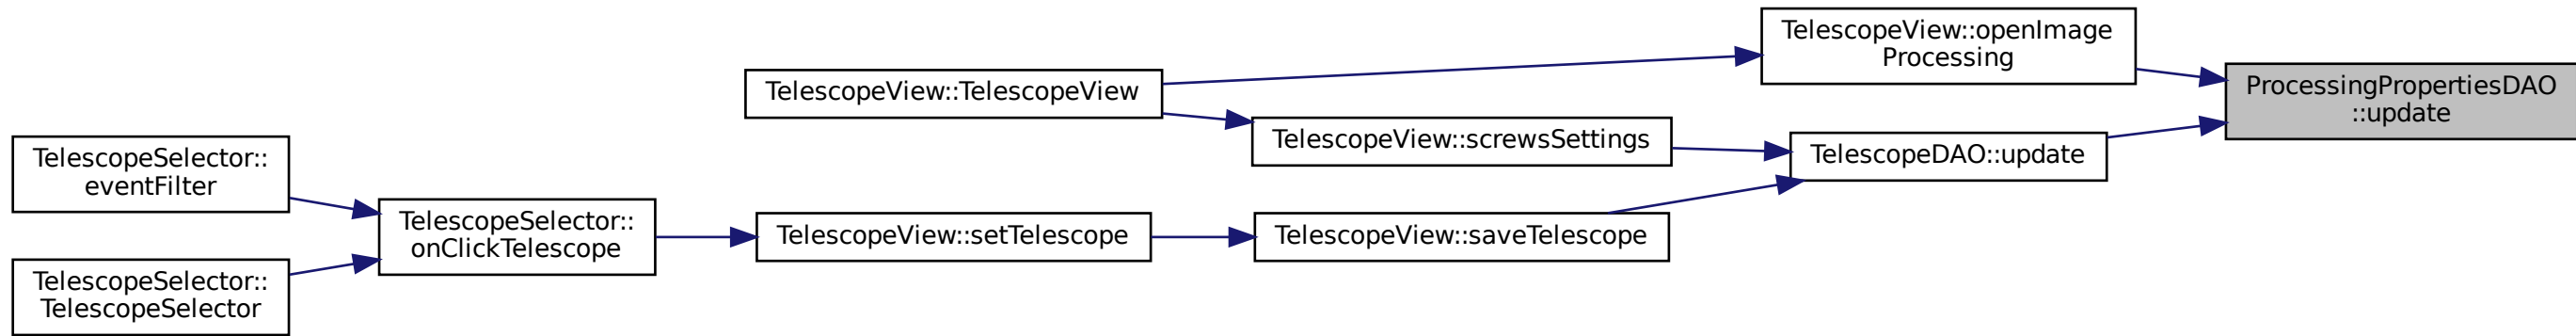 TelescopeView::openImage
Processing
ProcessingPropertiesDAO
::update
TelescopeView::TelescopeView
TelescopeView::screwsSettings
TelescopeDAO::update
TelescopeSelector::
eventFilter
TelescopeSelector::
onClickTelescope
TelescopeView::setTelescope
TelescopeView::saveTelescope
TelescopeSelector::
TelescopeSelector